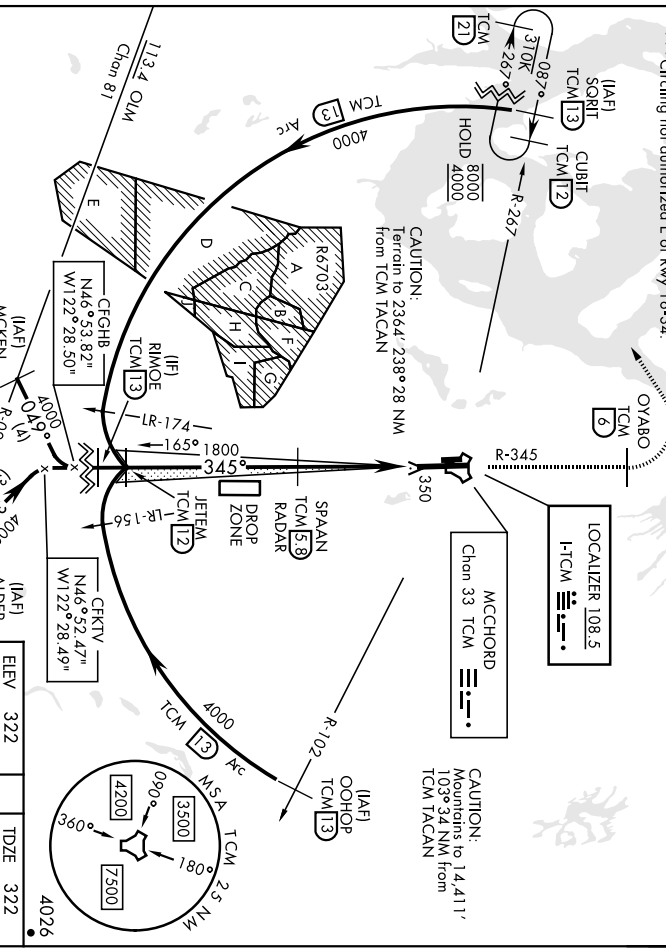 Circling not authorized E of Rwy 16-34.
(IAF)
SQRIT
TCM 13
CUBIT
TCM 12
TCM
21
310K
087°
267°
HOLD 8000
4000
R-267
TCM 13 Arc
4000
113.4 OLM
Chan 81
CAUTION:
Terrain to 2364' 238° 28 NM
from TCM TACAN
R6703
A
B
C
D
E
F
G
H
I
J
OYABO
TCM
6
R-345
LOCALIZER 108.5
I-TCM
MCCHORD
Chan 33 TCM
350
CFGHB
N46°53.82"
W122°28.50"
(IF)
RIMOE
TCM 13
LR-174
165° 1800
345°
SPAAN
TCM 5.8
RADAR
DROP
ZONE
JETEM
TCM 12
LR-156
(IAF)
MCKEN
4000
049°
(4)
CFKTV
N46°52.47"
W122°28.49"
(IAF)
ALDER
4000
TCM 13 Arc
R-102
(IAF)
OOHOP
TCM 13
CAUTION:
Mountains to 14,411'
103° 34 NM from
TCM TACAN
MSA TCM 25 NM
3500
4200
7500
090°
180°
360°
4026
ELEV 322
TDZE 322